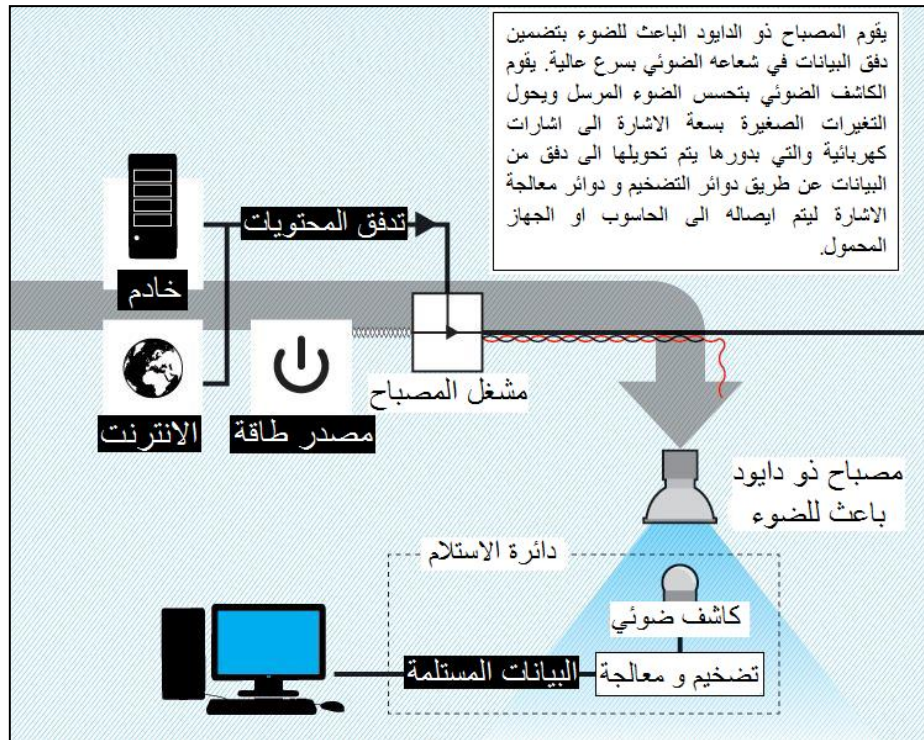 يقوم المصباح ذو الدايود الباعث للضوء بتضمين
دفق البيانات في شعاعه الضوئي بسرع عالية. يقوم
الكاشف الضوئي بتحسس الضوء المرسل ويحول
التغيرات الصغيرة بسعة الاشارة الى اشارات
كهربائية والتي بدورها يتم تحويلها الى دفق من
البيانات عن طريق دوائر التضخيم و دوائر معالجة
الاشارة ليتم ايصاله الى الحاسوب او الجهاز
المحمول.
تدفق المحتويات
خادم
الانترنت
مصدر طاقة
مشغل المصباح
مصباح ذو دايود
باعث للضوء
دائرة الاستلام
كاشف ضوئي
تضخيم و معالجة
البيانات المستلمة